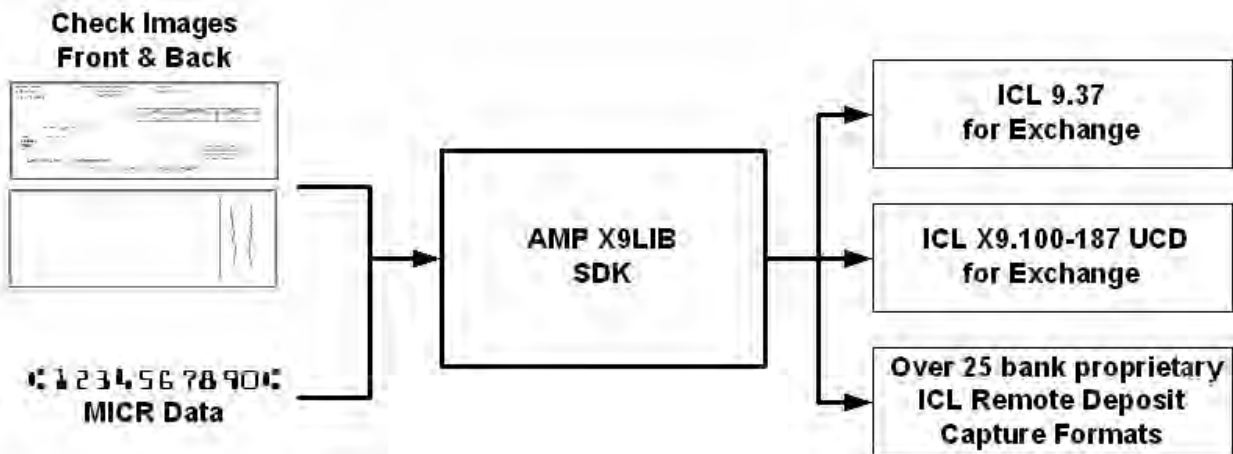 Check Images
Front & Back
⑆1234567890⑆
MICR Data
AMP X9LIB
SDK
ICL 9.37
for Exchange
ICL X9.100-187 UCD
for Exchange
Over 25 bank proprietary
ICL Remote Deposit
Capture Formats